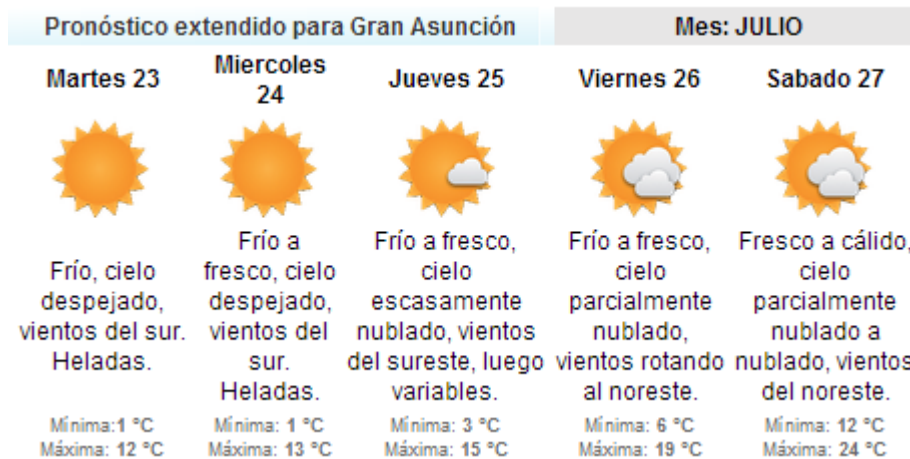 Pronóstico extendido para Gran Asunción
Mes: JULIO
Martes 23
Frío, cielo
despejado,
vientos del sur.
Heladas.
Mínima:1 °C
Máxima: 12 °C
Miercoles
24
Frío a
fresco, cielo
despejado,
vientos del
sur.
Heladas.
Mínima: 1 °C
Máxima: 13 °C
Jueves 25
Frío a fresco,
cielo
escasamente
nublado, vientos
del sureste, luego
variables.
Mínima: 3 °C
Máxima: 15 °C
Viernes 26
Frío a fresco,
cielo
parcialmente
nublado,
vientos rotando
al noreste.
Mínima: 6 °C
Máxima: 19 °C
Sabado 27
Fresco a cálido,
cielo
parcialmente
nublado a
nublado, vientos
del noreste.
Mínima: 12 °C
Máxima: 24 °C